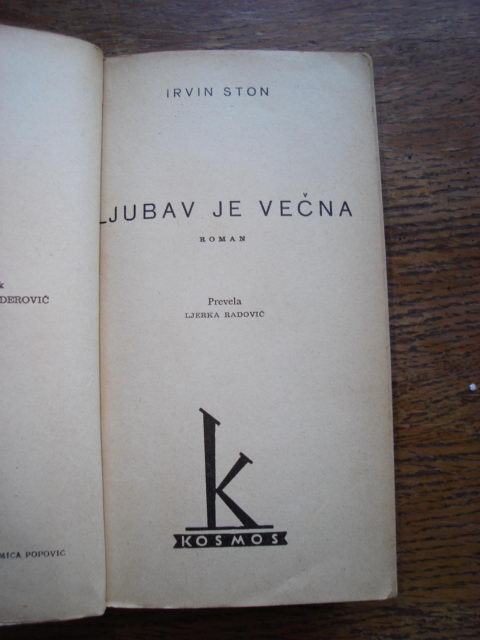 IRVIN STON
LJUBAV JE VEČNA
ROMAN
Prevela
LJERKA RADOVIĆ
k
KOSMOS
k
DEROVIĆ
MICA POPOVIĆ